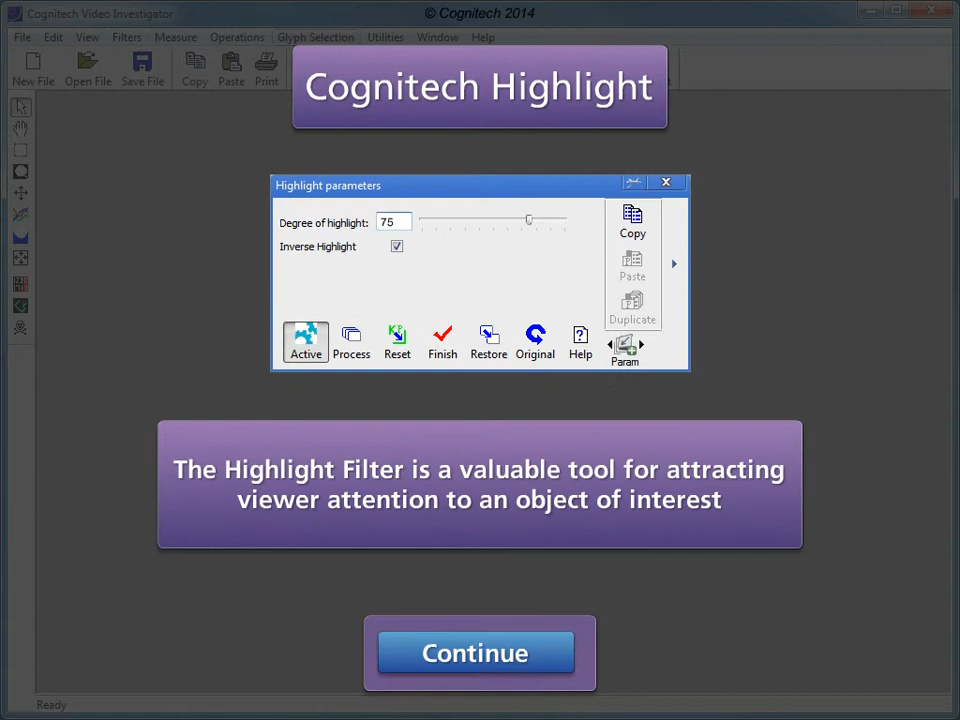 Cognitech Video Investigator
© Cognitech 2014
File Edit View Filters Measure Operations Glyph Selection Utilities Window Help
New File Open File Save File Copy Paste Print
Cognitech Highlight
Highlight parameters
Degree of highlight: 75
Inverse Highlight
Copy
Paste
Duplicate
Active Process Reset Finish Restore Original Help Param
The Highlight Filter is a valuable tool for attracting
viewer attention to an object of interest
Continue
Ready